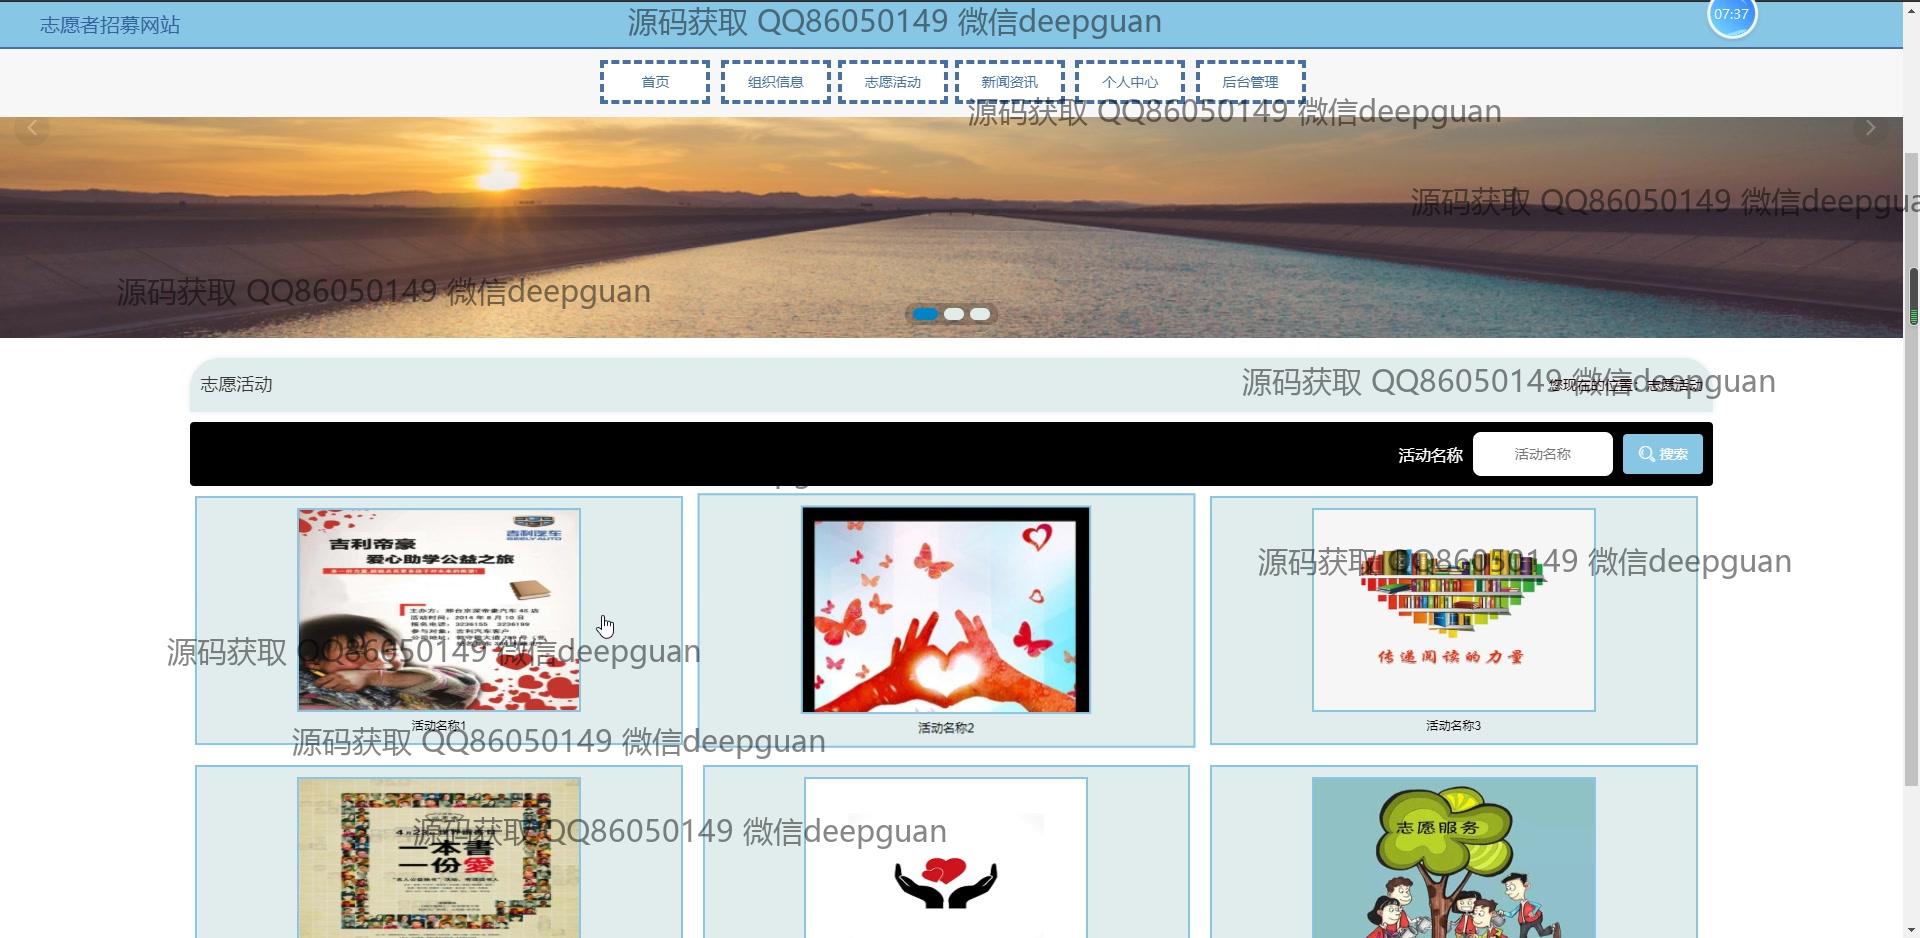 志愿者招募网站
源码获取 QQ86050149 微信deepguan
07:37
首页
组织信息
志愿活动
新闻资讯
个人中心
后台管理
源码获取 QQ86050149 微信deepguan
源码获取 QQ86050149 微信deepgua
源码获取 QQ86050149 微信deepguan
志愿活动
源码获取 QQ86050149 微信deepguan
您现在的位置: 志愿活动
活动名称
活动名称
搜索
吉利汽车
GEELY AUTO
吉利帝豪
爱心助学公益之旅
源码获取 QQ86050149 微信deepguan
传递阅读的力量
源码获取 QQ86050149 微信deepguan
活动名称1
活动名称2
活动名称3
源码获取 QQ86050149 微信deepguan
源码获取 QQ86050149 微信deepguan
一本書
一份愛
志愿服务